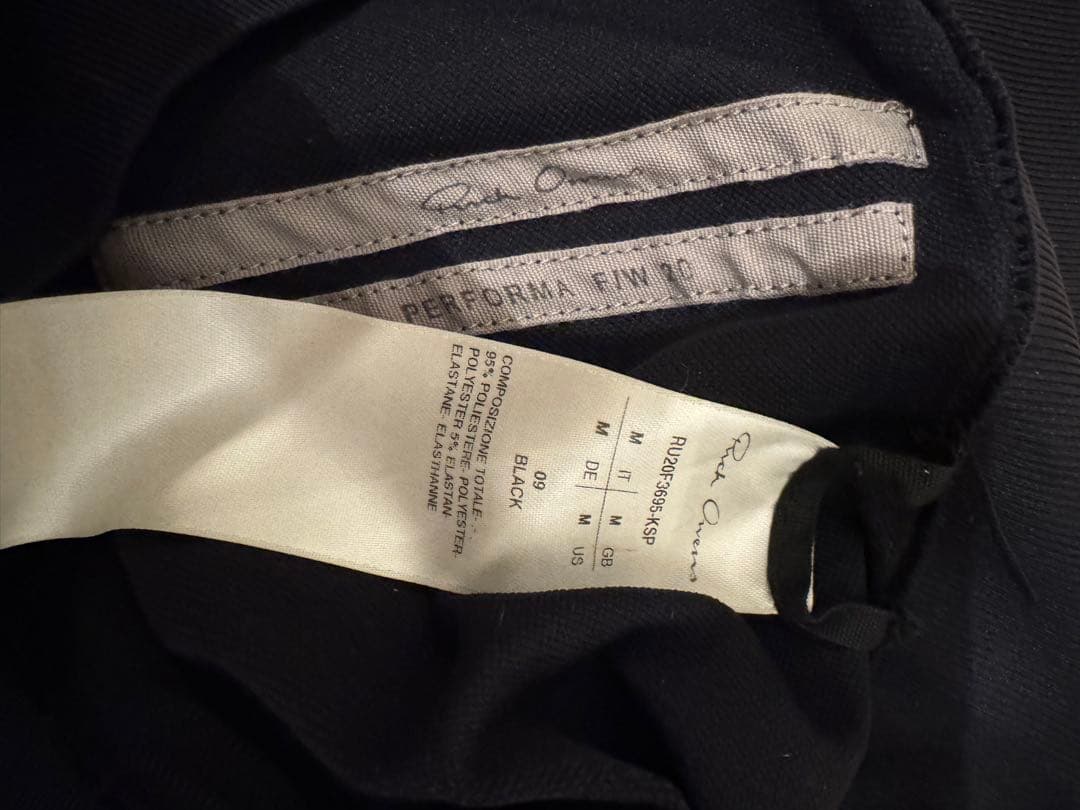 Rick Owens
PERFORMA F/W 20
Rick Owens
RU20F3695-KSP
M IT M GB
M DE M US
09
BLACK
COMPOSIZIONE TOTALE-
95% POLIESTERE- POLYESTER-
POLYESTER 5% ELASTAN-
ELASTANE- ELASTHANNE